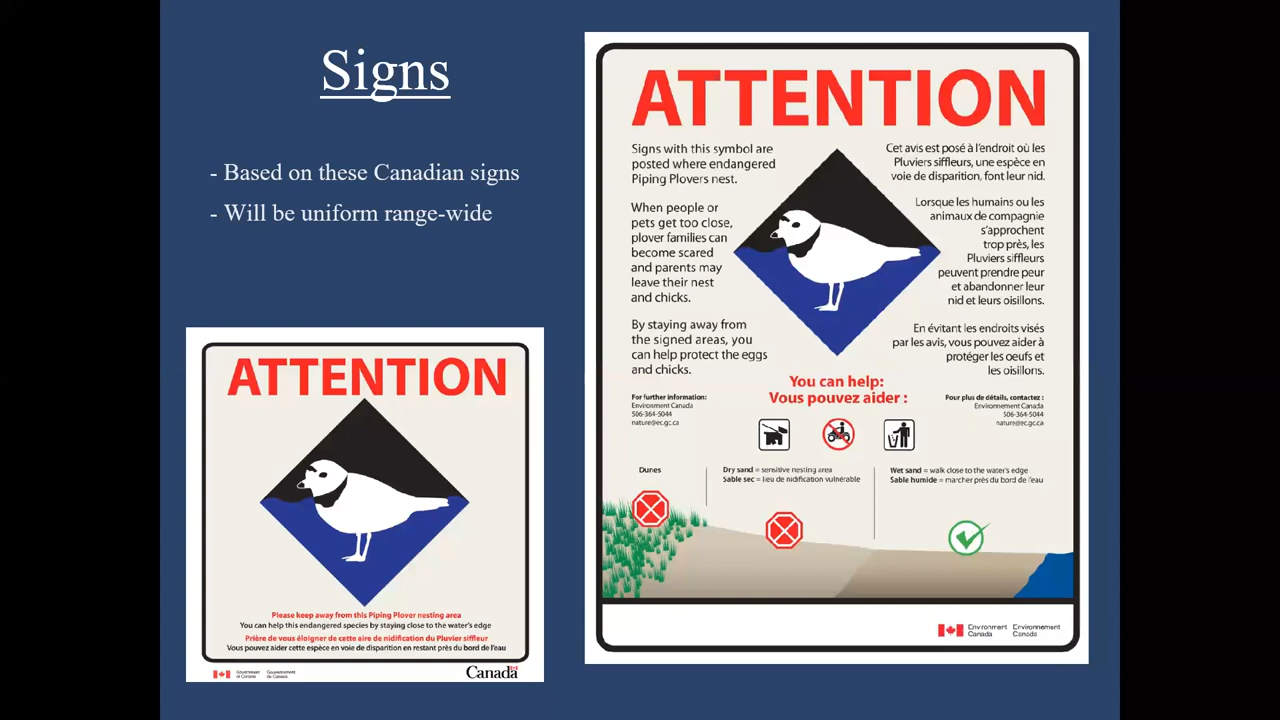 Signs
- Based on these Canadian signs
- Will be uniform range-wide
ATTENTION
Please keep away from this Piping Plover nesting area
You can help this endangered species by staying close to the water's edge
Prière de vous éloigner de cette aire de nidification du Pluvier siffleur
Vous pouvez aider cette espèce en voie de disparition en restant près du bord de l'eau
Government
of Canada
Gouvernement
du Canada
Canada
ATTENTION
Signs with this symbol are
posted where endangered
Piping Plovers nest.
When people or
pets get too close,
plover families can
become scared
and parents may
leave their nest
and chicks.
By staying away from
the signed areas, you
can help protect the eggs
and chicks.
For further information:
Environment Canada
506-364-5044
nature@ec.gc.ca
Cet avis est posé à l'endroit où les
Pluviers siffleurs, une espèce en
voie de disparition, font leur nid.
Lorsque les humains ou les
animaux de compagnie
s'approchent
trop près, les
Pluviers siffleurs
peuvent prendre peur
et abandonner leur
nid et leurs oisillons.
En évitant les endroits visés
par les avis, vous pouvez aider à
protéger les oeufs et
les oisillons.
Pour plus de détails, contactez :
Environnement Canada
506-364-5044
nature@ec.gc.ca
You can help:
Vous pouvez aider :
Dunes
Dry sand = sensitive nesting area
Sable sec = lieu de nidification vulnérable
Wet sand = walk close to the water's edge
Sable humide = marcher près du bord de l'eau
Environment
Canada
Environnement
Canada